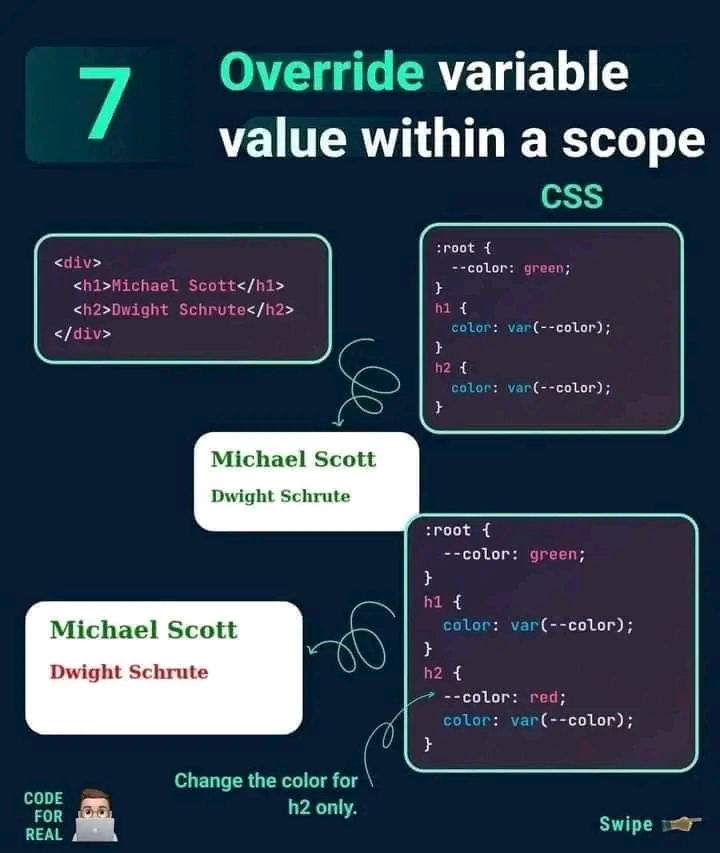 7
Override variable
value within a scope
CSS
<div>
<h1>Michael Scott</h1>
<h2>Dwight Schrute</h2>
</div>
:root {
--color: green;
}
h1 {
color: var(--color);
}
h2 {
color: var(--color);
}
Michael Scott
Dwight Schrute
:root {
--color: green;
}
h1 {
color: var(--color);
}
h2 {
--color: red;
color: var(--color);
}
Michael Scott
Dwight Schrute
Change the color for
h2 only.
CODE
FOR
REAL
Swipe